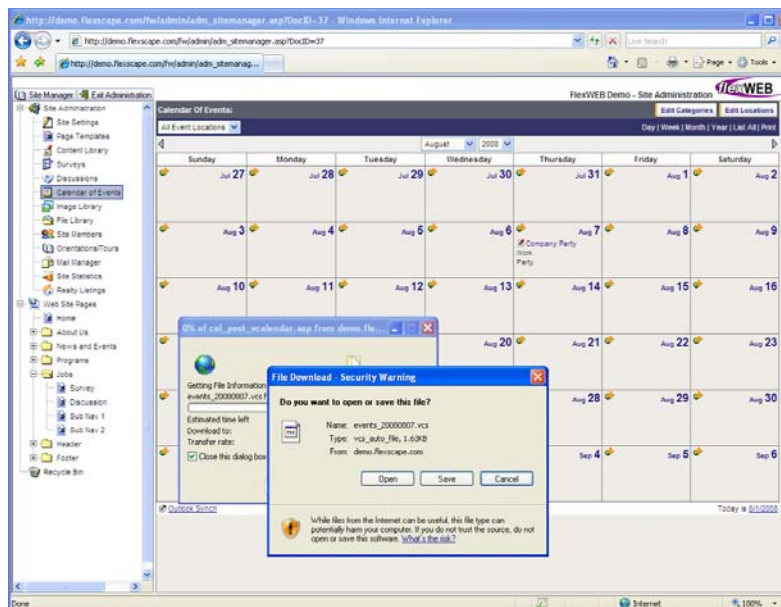 http://demo.flexscape.com/fw/admin/adm_sitemanager.asp?DocID=37 - Windows Internet Explorer
http://demo.flexscape.com/fw/admin/adm_sitemanager.asp?DocID=37
Live Search
http://demo.flexscape.com/fw/admin/adm_sitemanag...
Page Tools
Site Manager Exit Administration
FlexWEB Demo - Site Administration
flexWEB
Site Administration
Site Settings
Page Templates
Content Library
Surveys
Discussions
Calendar of Events
Image Library
File Library
Site Members
Orientations/Tours
Mail Manager
Site Statistics
Realty Listings
Web Site Pages
Home
About Us
News and Events
Programs
Jobs
Survey
Discussion
Sub Nav 1
Sub Nav 2
Header
Footer
Recycle Bin
Calendar Of Events:
Edit Categories Edit Locations
All Event Locations
Day | Week | Month | Year | List All | Print
August 2008
Sunday Monday Tuesday Wednesday Thursday Friday Saturday
Jul 27 Jul 28 Jul 29 Jul 30 Jul 31 Aug 1 Aug 2
Aug 3 Aug 4 Aug 5 Aug 6 Aug 7 Aug 8 Aug 9
Company Party
Work
Party
Aug 10 Aug 11 Aug 12 Aug 13 Aug 14 Aug 15 Aug 16
Aug 20 Aug 21 Aug 22 Aug 23
Aug 28 Aug 29 Aug 30
Sep 4 Sep 5 Sep 6
0% of cal_post_vcalendar.asp from demo.fle...
Getting File Information
events_20080807.vcs f
Estimated time left
Download to:
Transfer rate:
Close this dialog box
File Download - Security Warning
Do you want to open or save this file?
Name: events_20080807.vcs
Type: vcs_auto_file, 1.63KB
From: demo.flexscape.com
Open Save Cancel
While files from the Internet can be useful, this file type can
potentially harm your computer. If you do not trust the source, do not
open or save this software. What's the risk?
Outlook Synch
Today is 8/1/2008
Done
Internet
100%